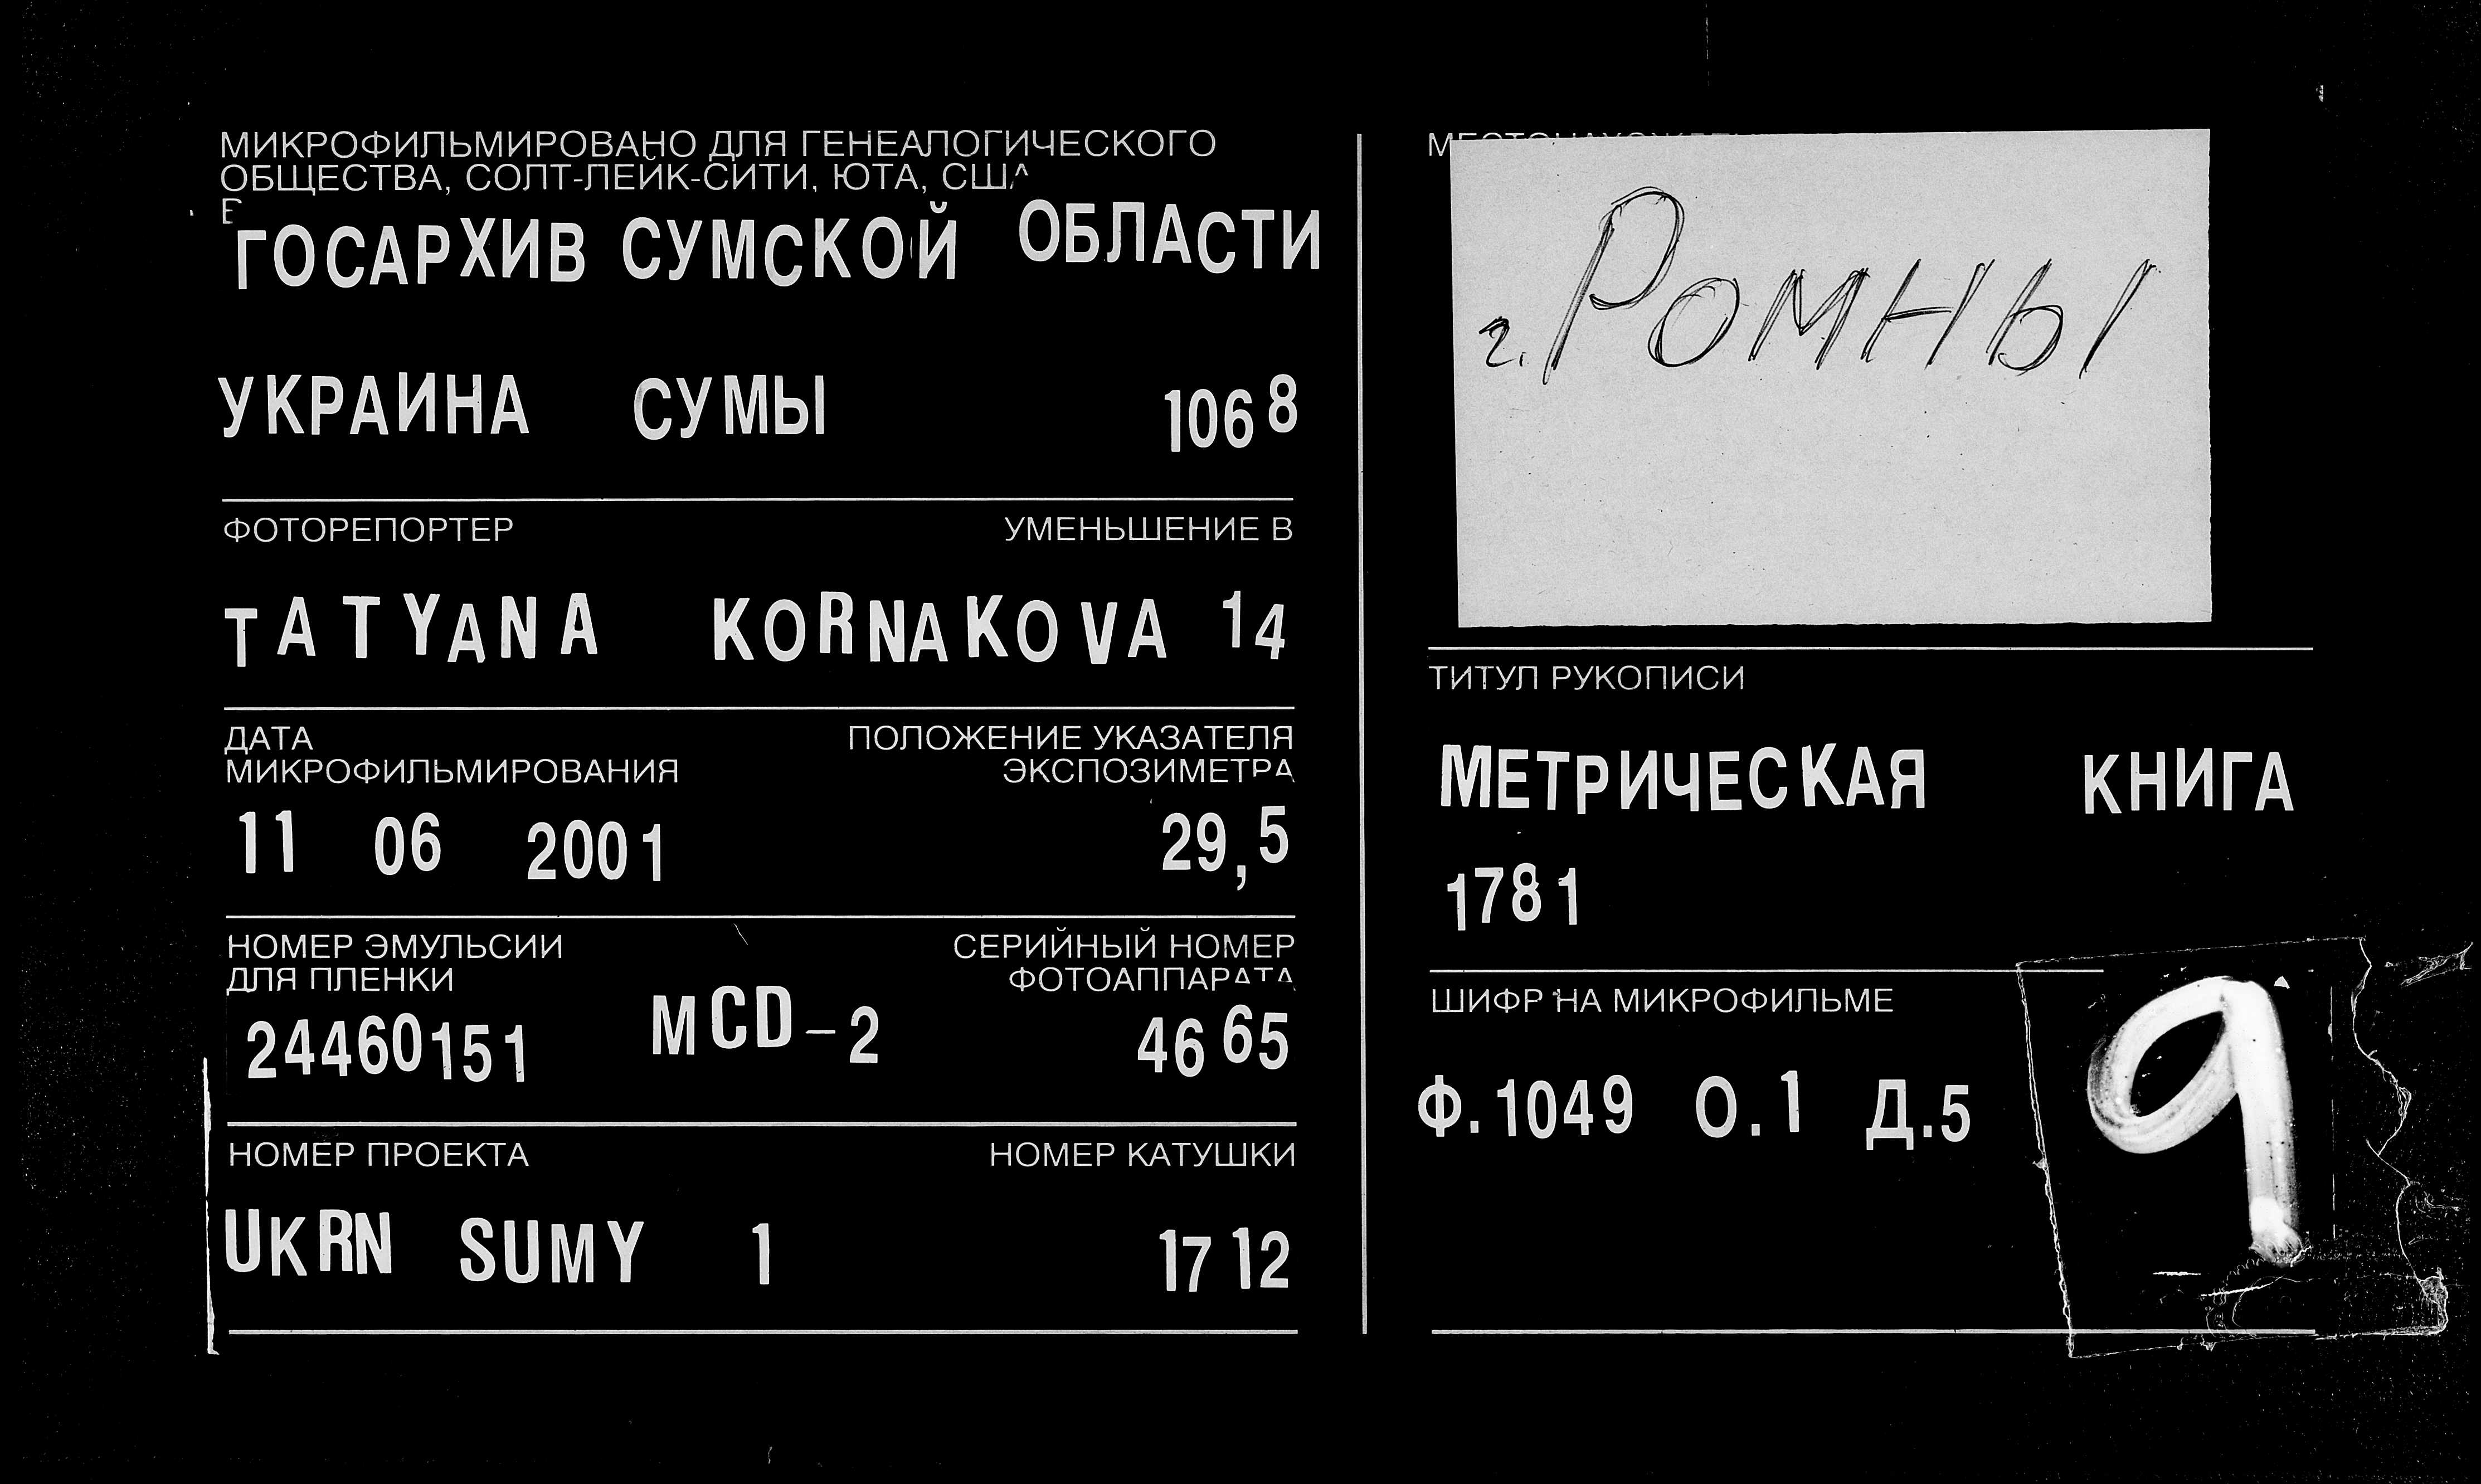 МИКРОФИЛЬМИРОВАНО ДЛЯ ГЕНЕАЛОГИЧЕСКОГО
ОБЩЕСТВА, СОЛТ-ЛЕЙК-СИТИ, ЮТА, США
ГОСАРХИВ СУМСКОЙ ОБЛАСТИ
УКРАИНА СУМЫ 1068
ФОТОРЕПОРТЕР УМЕНЬШЕНИЕ В
TATYANA KORNAKOVA 14
ДАТА ПОЛОЖЕНИЕ УКАЗАТЕЛЯ
МИКРОФИЛЬМИРОВАНИЯ ЭКСПОЗИМЕТРА
11 06 2001 29,5
НОМЕР ЭМУЛЬСИИ СЕРИЙНЫЙ НОМЕР
ДЛЯ ПЛЕНКИ ФОТОАППАРАТА
24460151 MCD-2 4665
НОМЕР ПРОЕКТА НОМЕР КАТУШКИ
UKRN SUMY 1 1712
г. Ромны
ТИТУЛ РУКОПИСИ
МЕТРИЧЕСКАЯ КНИГА
1781
ШИФР НА МИКРОФИЛЬМЕ
Ф.1049 О.1 Д.5
9